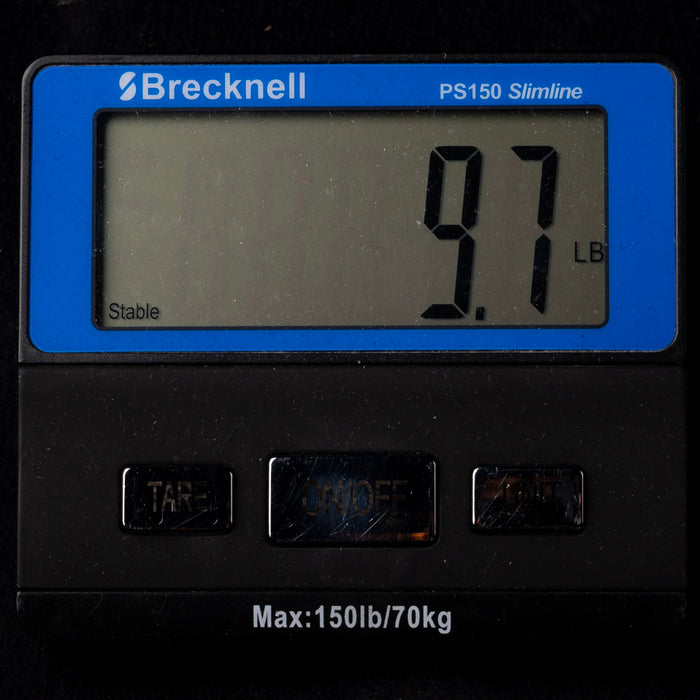 Brecknell
PS150 Slimline
9.7 LB
Stable
TARE
ON/OFF
Max:150lb/70kg